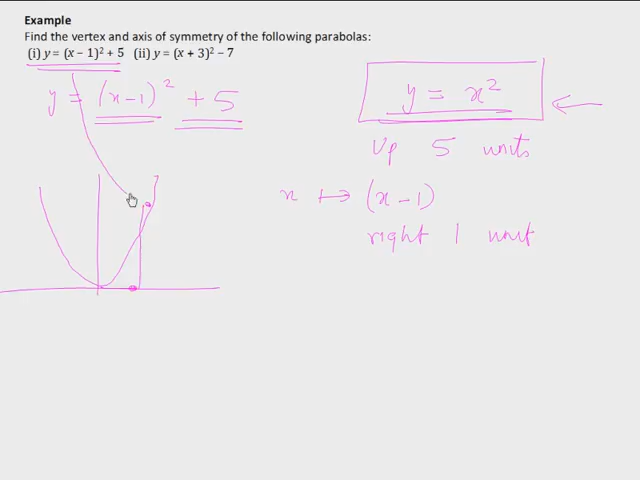 Example
Find the vertex and axis of symmetry of the following parabolas:
(i) y = (x − 1)² + 5 (ii) y = (x + 3)² − 7
y = (x−1)² + 5
y = x²
Up 5 units
x ↦ (x − 1)
right 1 unit